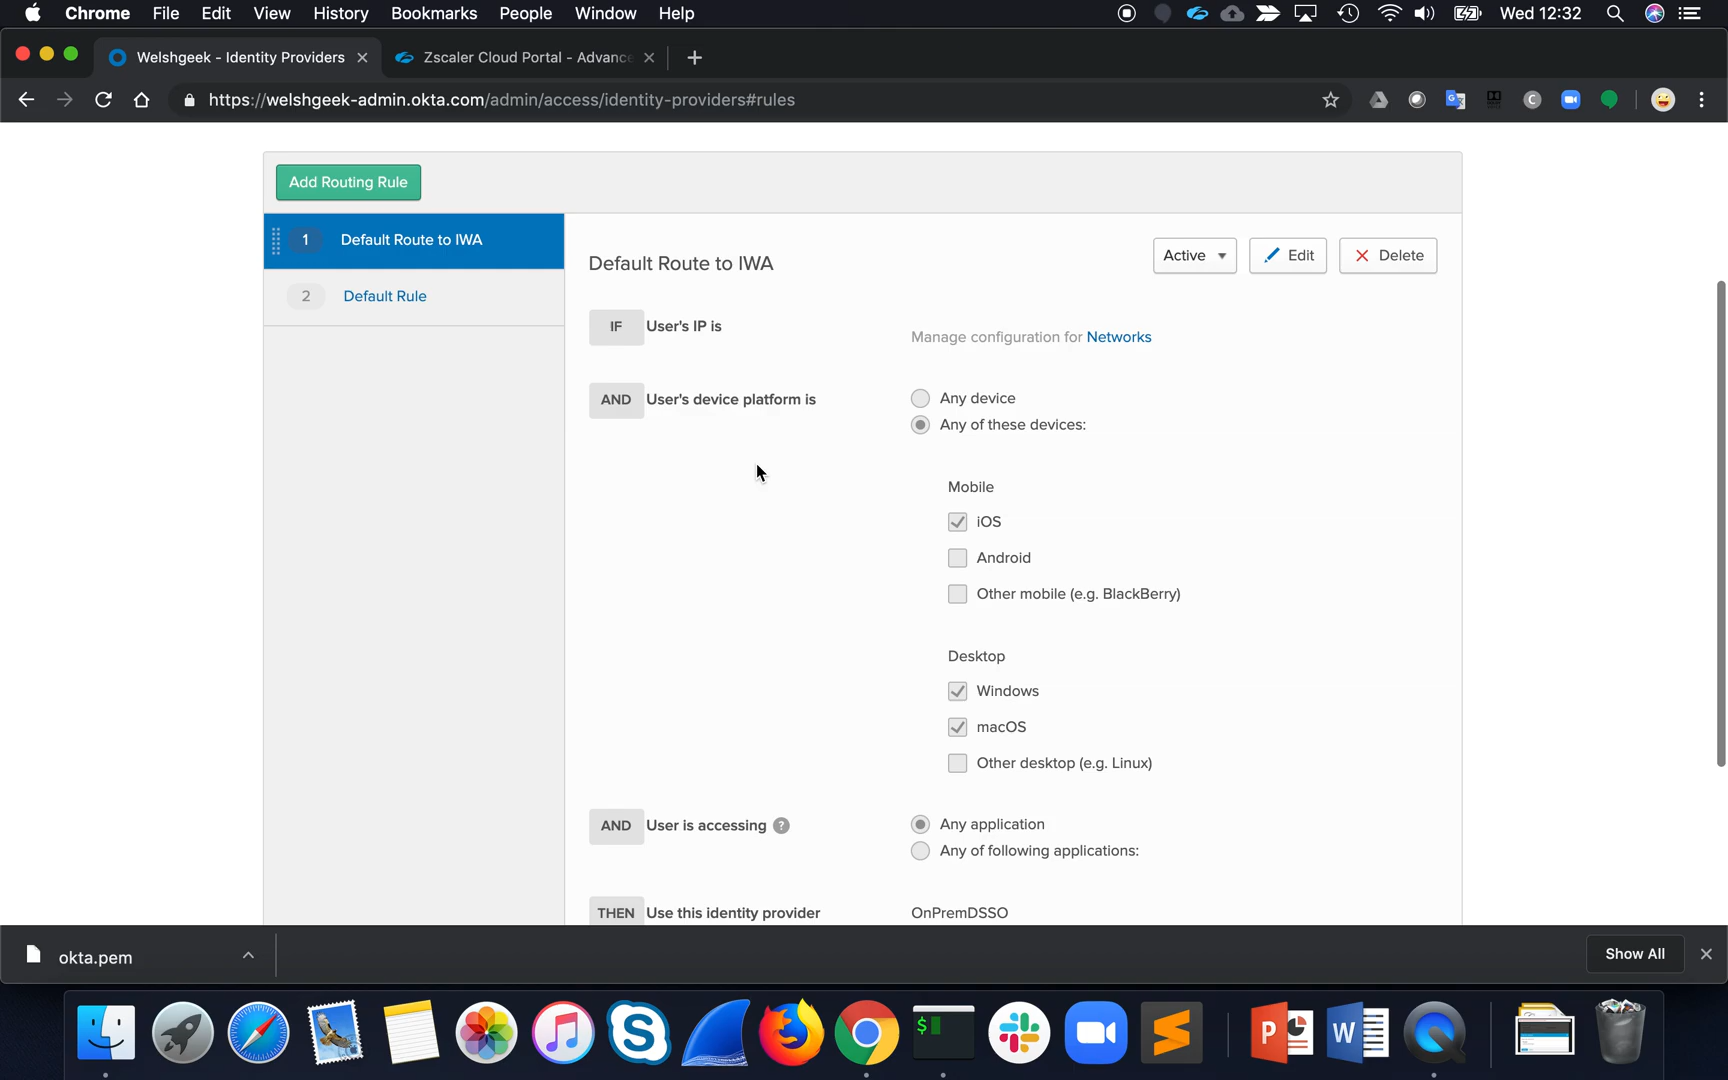 Chrome File Edit View History Bookmarks People Window Help Wed 12:32
Welshgeek - Identity Providers Zscaler Cloud Portal - Advance
https://welshgeek-admin.okta.com/admin/access/identity-providers#rules
Add Routing Rule
1 Default Route to IWA
2 Default Rule
Default Route to IWA
Active Edit Delete
IF User's IP is
Manage configuration for Networks
AND User's device platform is
Any device
Any of these devices:
Mobile
iOS
Android
Other mobile (e.g. BlackBerry)
Desktop
Windows
macOS
Other desktop (e.g. Linux)
AND User is accessing ?
Any application
Any of following applications:
THEN Use this identity provider OnPremDSSO
okta.pem
Show All